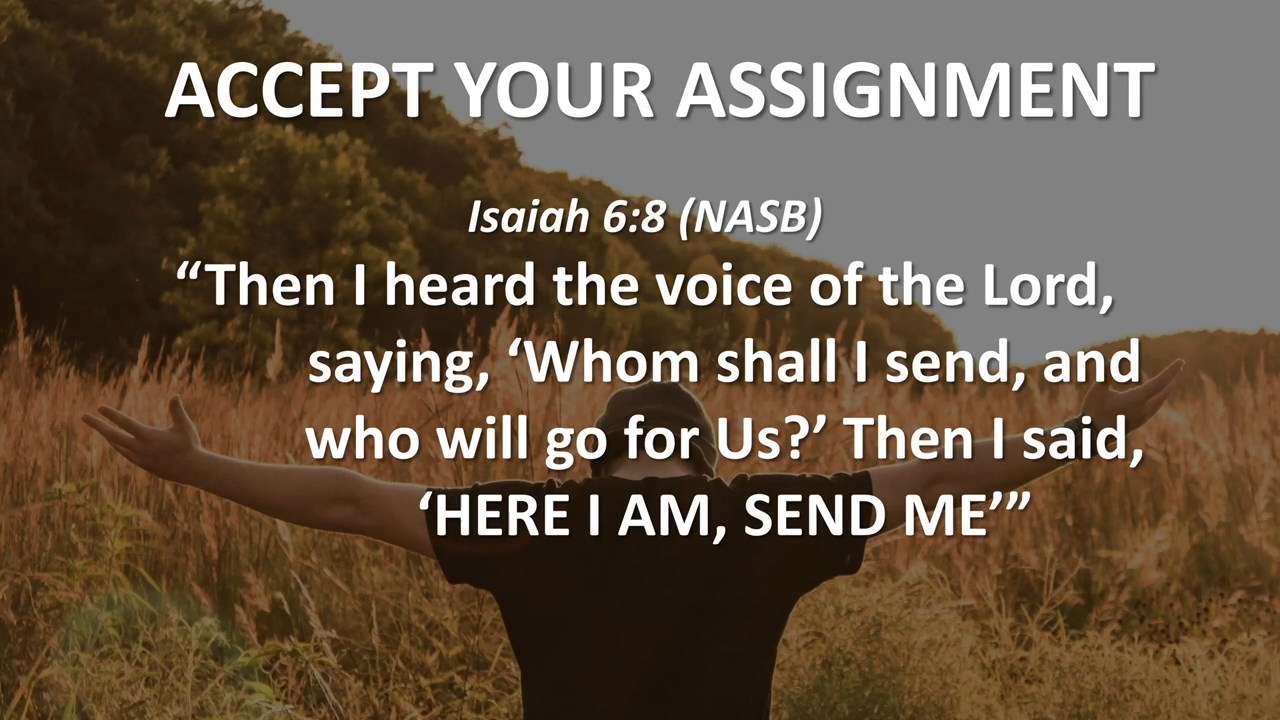 ACCEPT YOUR ASSIGNMENT
Isaiah 6:8 (NASB)
“Then I heard the voice of the Lord,
saying, ‘Whom shall I send, and
who will go for Us?’ Then I said,
‘HERE I AM, SEND ME’”